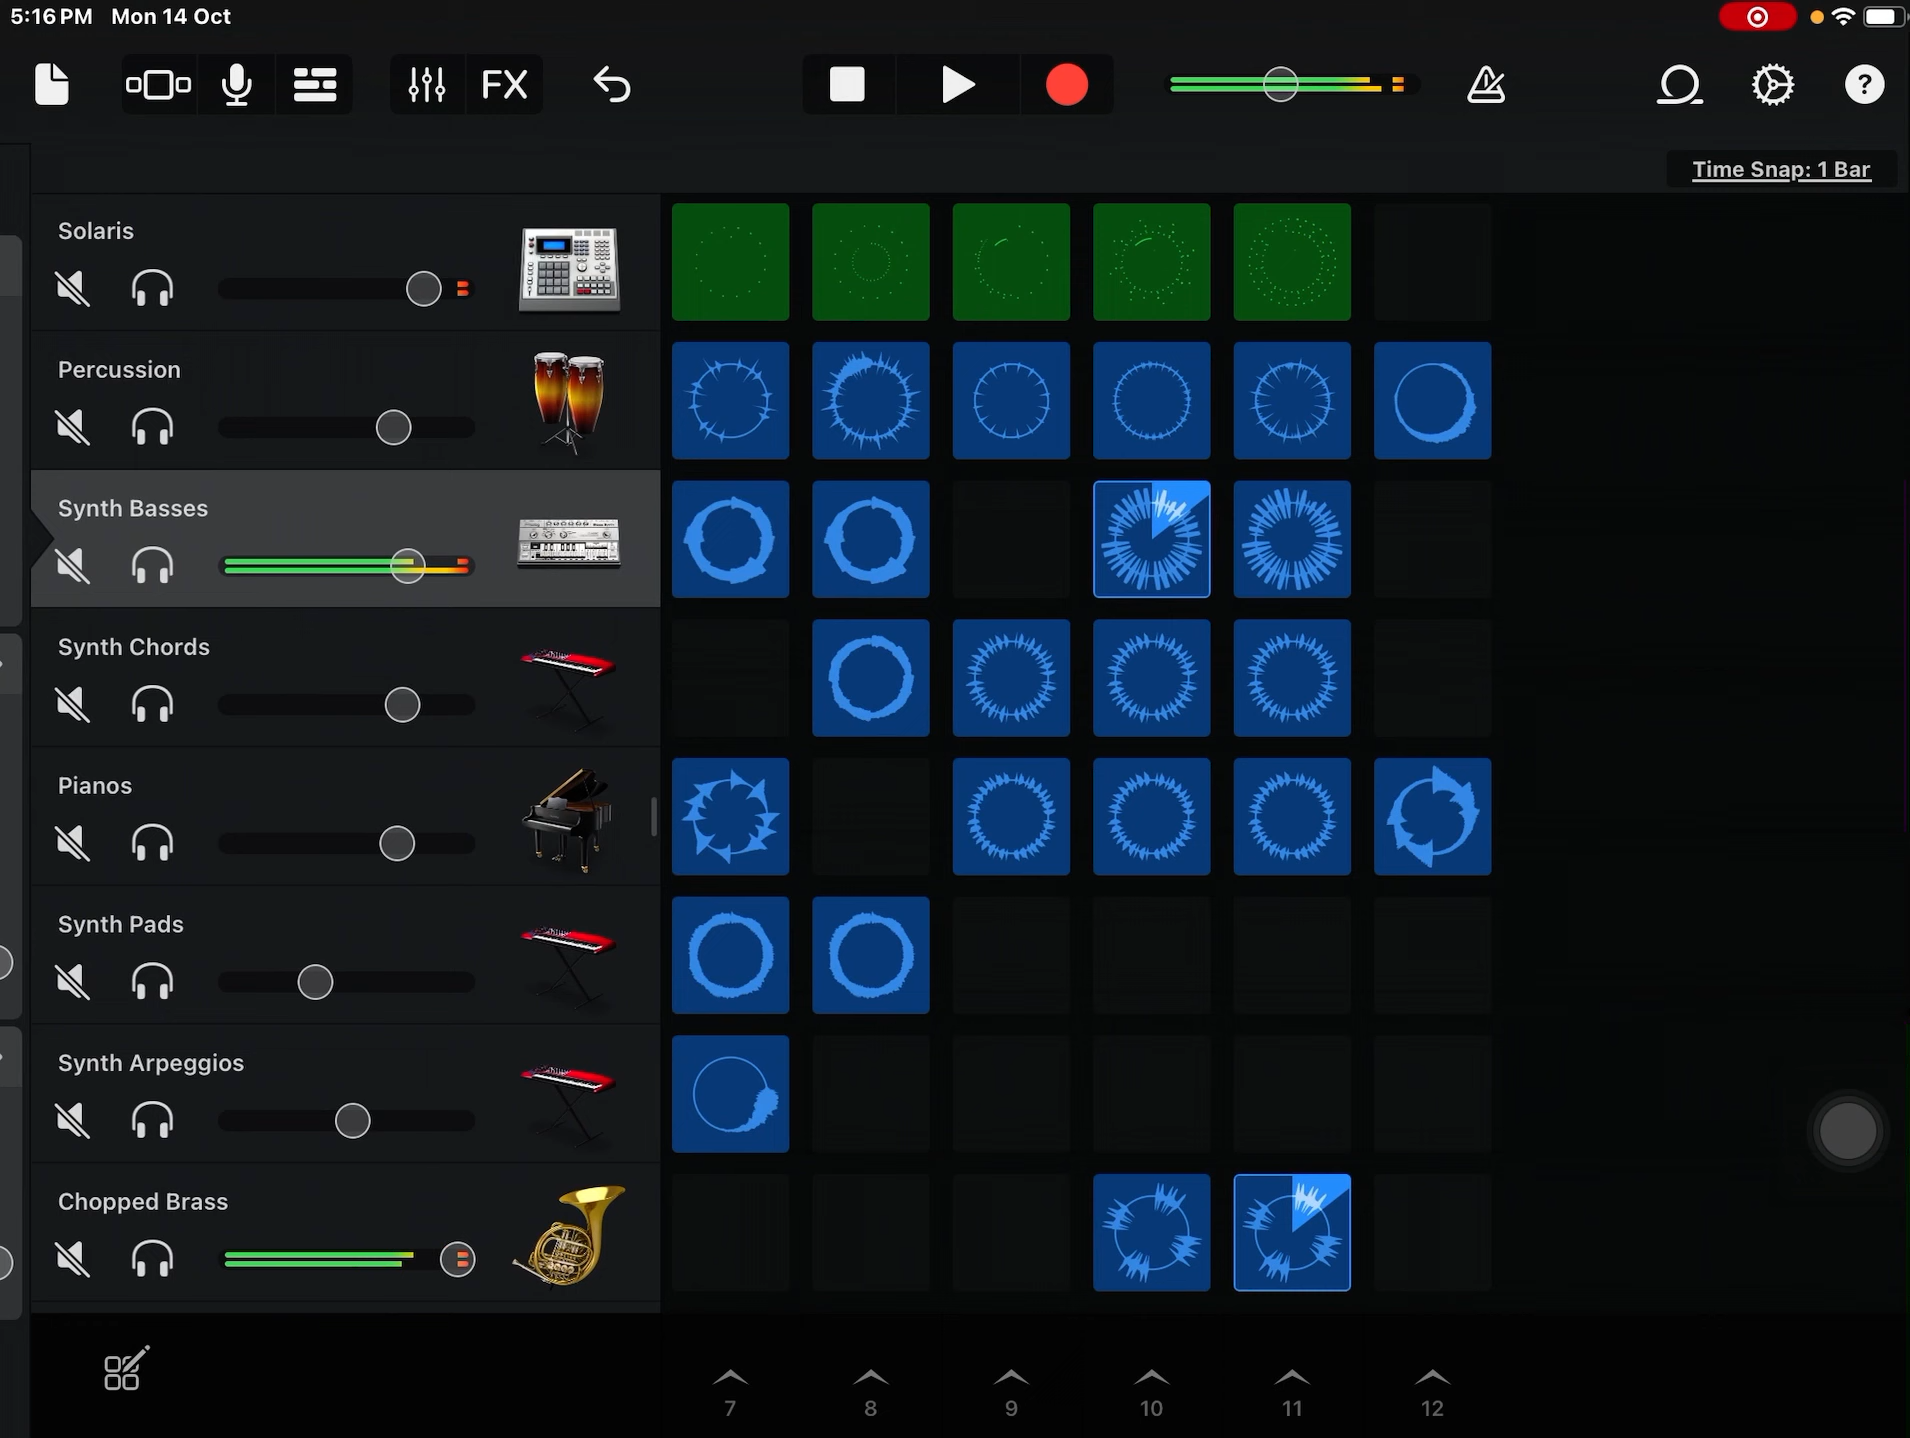 5:16 PM Mon 14 Oct
FX
?
Time Snap: 1 Bar
Solaris
Percussion
Synth Basses
Synth Chords
Pianos
Synth Pads
Synth Arpeggios
Chopped Brass
7 8 9 10 11 12